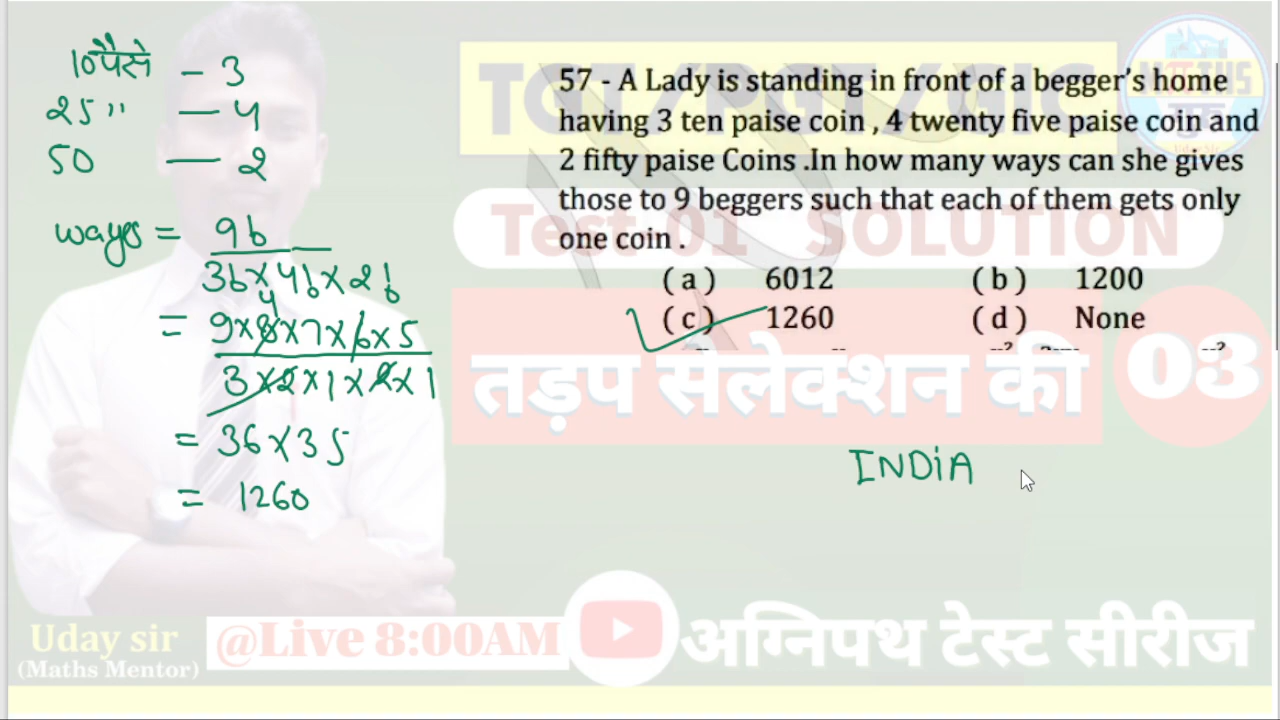 10पैसे – 3
25 " — 4
50 — 2
ways = 9!
3! × 4! × 2!
= 9×8×7×6×5
4
3×2×1×2×1
= 36×35
= 1260
TGT/PGT/GIC
57 - A Lady is standing in front of a begger's home
having 3 ten paise coin , 4 twenty five paise coin and
2 fifty paise Coins .In how many ways can she gives
those to 9 beggers such that each of them gets only
one coin .
Test 01 SOLUTION
(a) 6012 (b) 1200
(c) 1260 (d) None
तड़प सेलेक्शन की 03
INDiA
Uday sir
(Maths Mentor)
@Live 8:00AM
अग्निपथ टेस्ट सीरीज